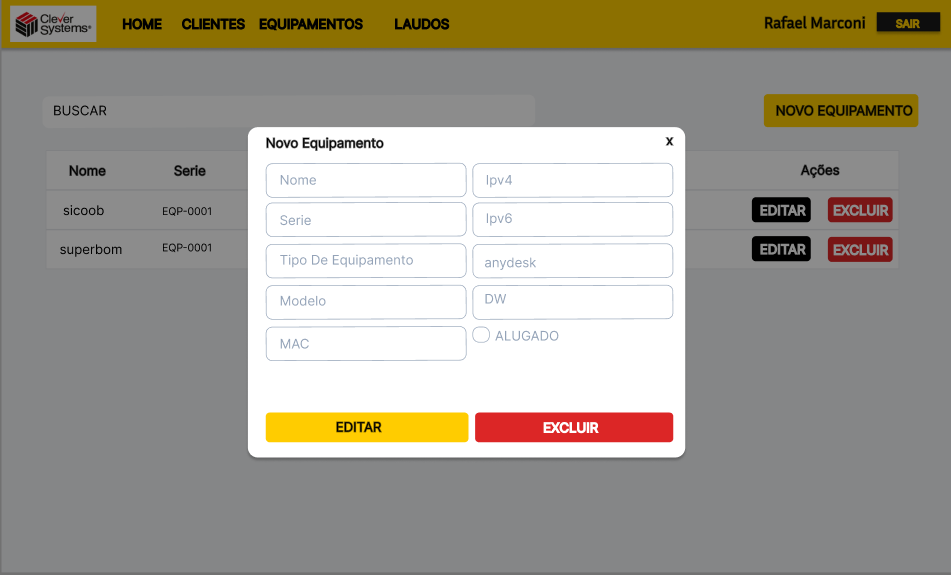 Clever Systems®
HOME CLIENTES EQUIPAMENTOS LAUDOS
Rafael Marconi SAIR
BUSCAR
NOVO EQUIPAMENTO
Nome Serie Ações
sicoob EQP-0001 EDITAR EXCLUIR
superbom EQP-0001 EDITAR EXCLUIR
Novo Equipamento x
Nome Ipv4
Serie Ipv6
Tipo De Equipamento anydesk
Modelo DW
MAC ALUGADO
EDITAR EXCLUIR